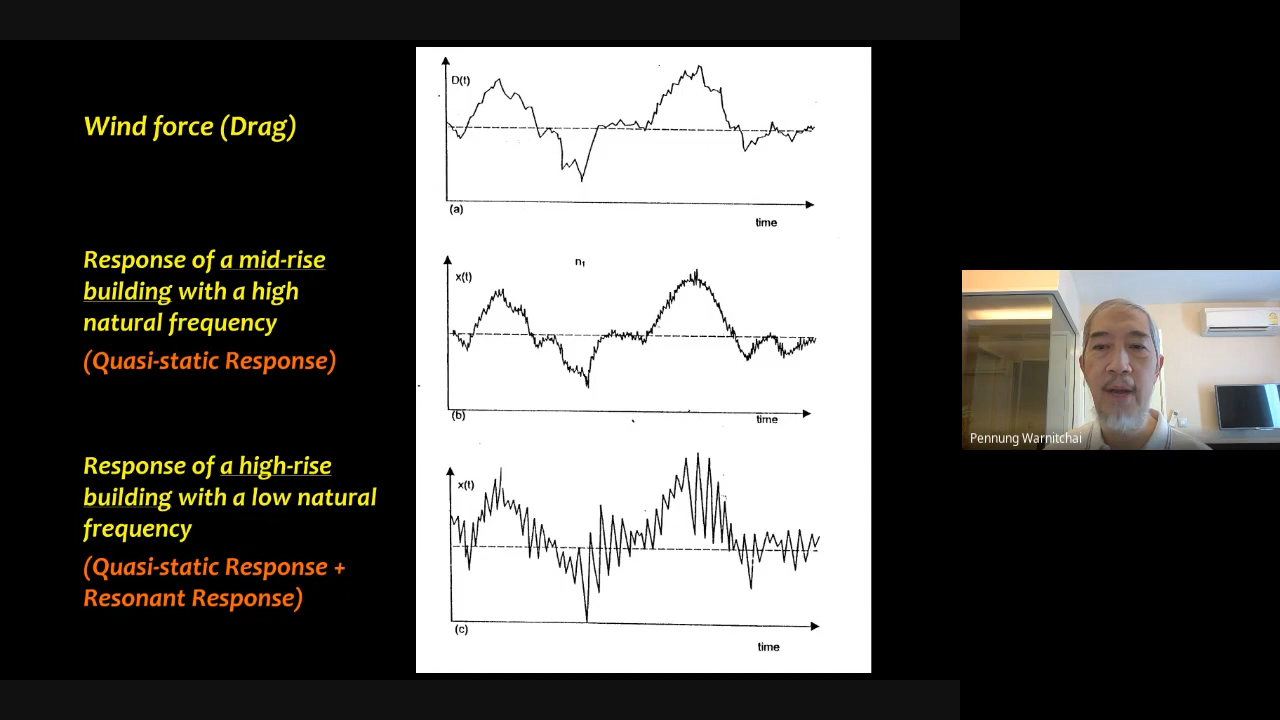 Wind force (Drag)
D(t)
(a)
time
Response of a mid-rise
building with a high
natural frequency
(Quasi-static Response)
n1
x(t)
(b)
time
Response of a high-rise
building with a low natural
frequency
(Quasi-static Response +
Resonant Response)
x(t)
(c)
time
Pennung Warnitchai